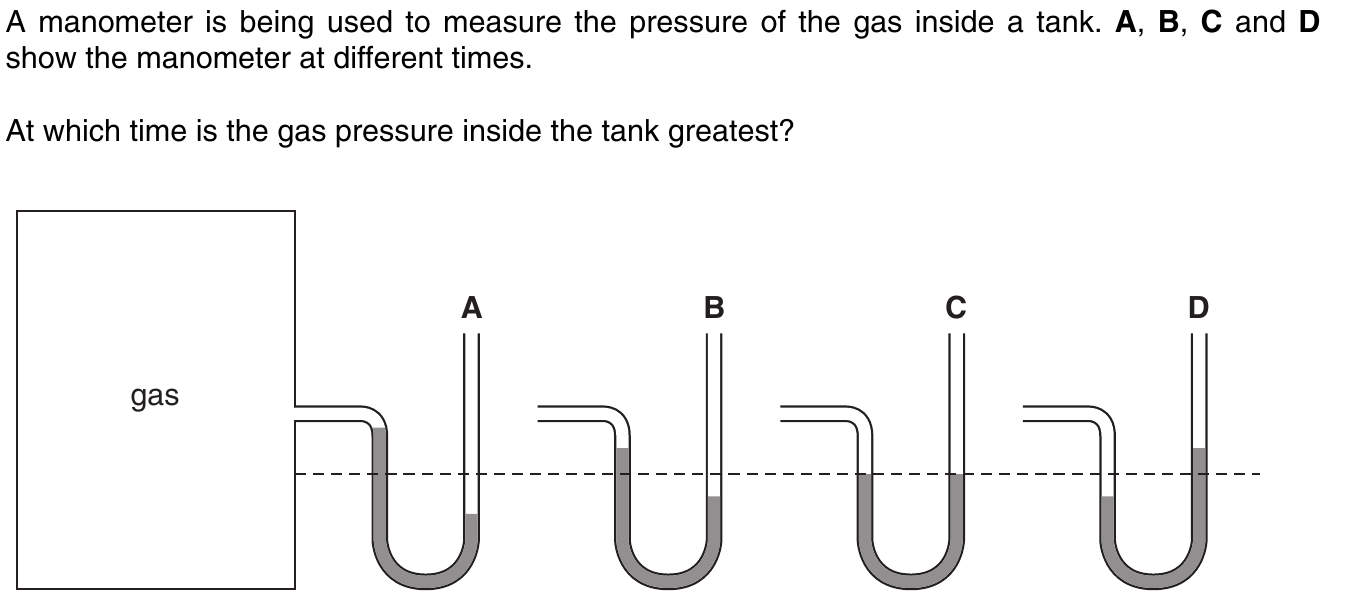 A manometer is being used to measure the pressure of the gas inside a tank. A, B, C and D
show the manometer at different times.
At which time is the gas pressure inside the tank greatest?
A B C D
gas